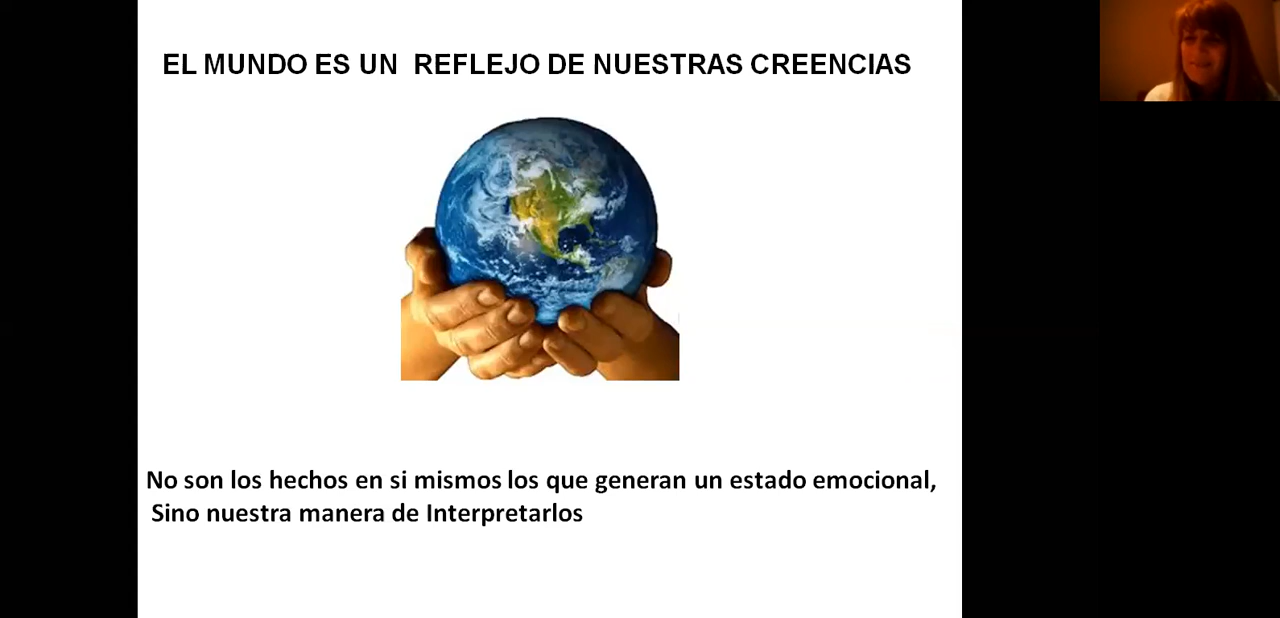 EL MUNDO ES UN REFLEJO DE NUESTRAS CREENCIAS
No son los hechos en si mismos los que generan un estado emocional,
Sino nuestra manera de Interpretarlos